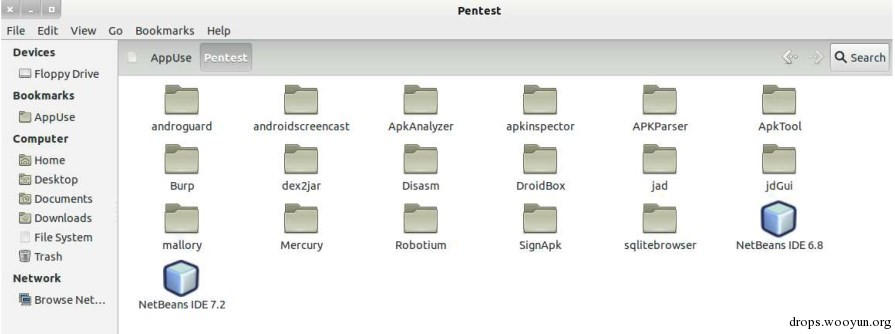 Pentest
File Edit View Go Bookmarks Help
Devices
Floppy Drive
Bookmarks
AppUse
Computer
Home
Desktop
Documents
Downloads
File System
Trash
Network
Browse Net...
AppUse Pentest Search
androguard androidscreencast ApkAnalyzer apkinspector APKParser ApkTool
Burp dex2jar Disasm DroidBox jad jdGui
mallory Mercury Robotium SignApk sqlitebrowser NetBeans IDE 6.8
NetBeans IDE 7.2
drops.wooyun.org